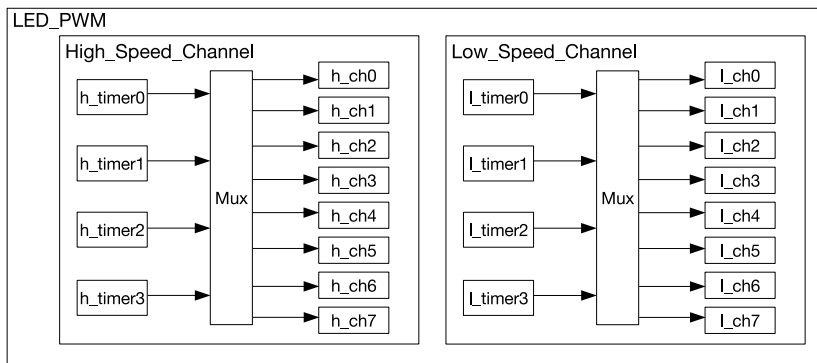 LED_PWM
High_Speed_Channel
h_timer0
h_timer1
h_timer2
h_timer3
Mux
h_ch0
h_ch1
h_ch2
h_ch3
h_ch4
h_ch5
h_ch6
h_ch7
Low_Speed_Channel
l_timer0
l_timer1
l_timer2
l_timer3
Mux
l_ch0
l_ch1
l_ch2
l_ch3
l_ch4
l_ch5
l_ch6
l_ch7